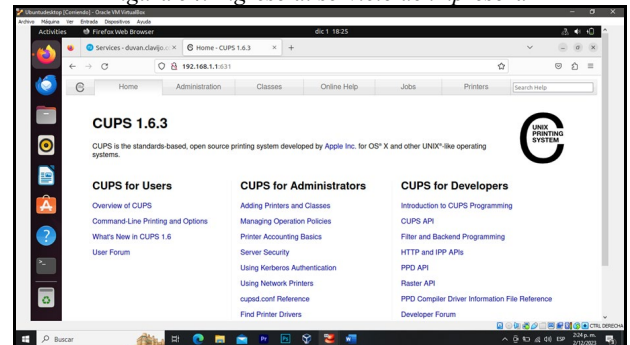 Ubuntudesktop [Corriendo] - Oracle VM VirtualBox
Archivo Máquina Ver Entrada Dispositivos Ayuda
Activities Firefox Web Browser dic 1 18:25
Services - duvan.clavijo.co Home - CUPS 1.6.3
192.168.1.1:631
Home Administration Classes Online Help Jobs Printers Search Help
CUPS 1.6.3
CUPS is the standards-based, open source printing system developed by Apple Inc. for OS® X and other UNIX®-like operating
systems.
UNIX
PRINTING
SYSTEM
CUPS for Users
Overview of CUPS
Command-Line Printing and Options
What's New in CUPS 1.6
User Forum
CUPS for Administrators
Adding Printers and Classes
Managing Operation Policies
Printer Accounting Basics
Server Security
Using Kerberos Authentication
Using Network Printers
cupsd.conf Reference
Find Printer Drivers
CUPS for Developers
Introduction to CUPS Programming
CUPS API
Filter and Backend Programming
HTTP and IPP APIs
PPD API
Raster API
PPD Compiler Driver Information File Reference
Developer Forum
CTRL DERECHA
Buscar
ESP
2:24 p. m.
2/12/2023